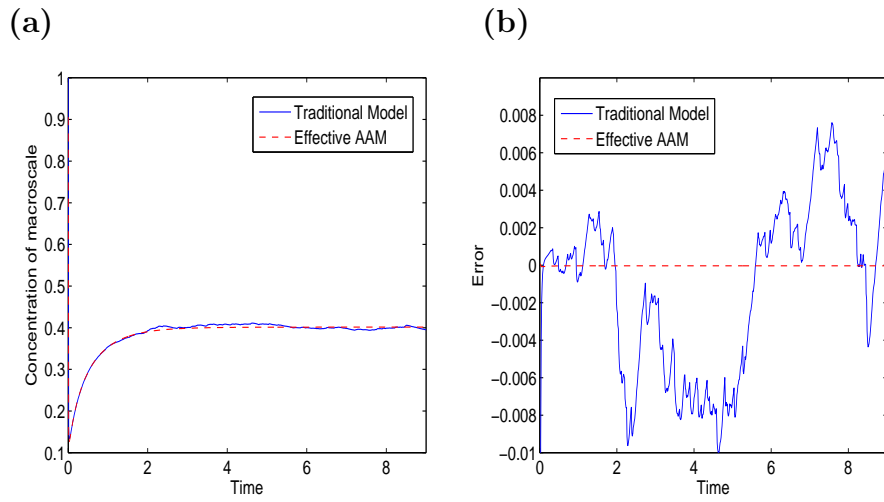 (a)
Concentration of macroscale
1
0.9
0.8
0.7
0.6
0.5
0.4
0.3
0.2
0.1
0 2 4 6 8
Time
Traditional Model
Effective AAM
(b)
Error
0.008
0.006
0.004
0.002
0
−0.002
−0.004
−0.006
−0.008
−0.01
0 2 4 6 8
Time
Traditional Model
Effective AAM